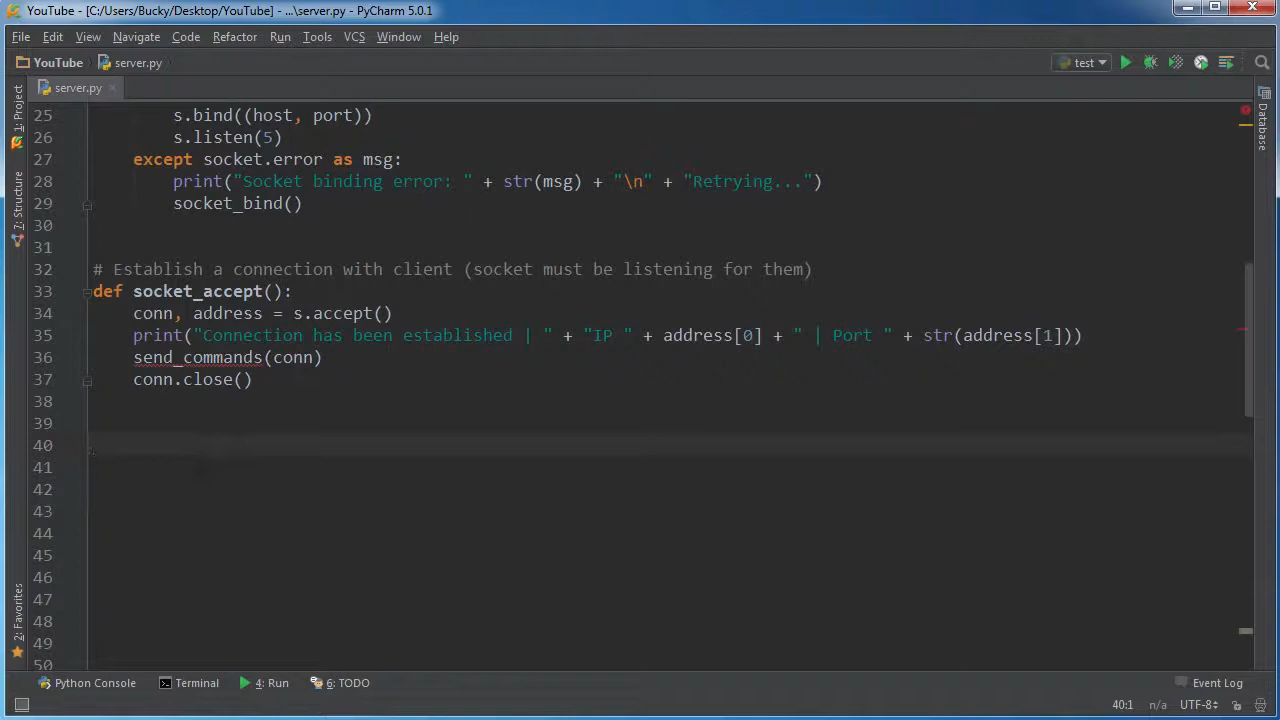 YouTube - [C:/Users/Bucky/Desktop/YouTube] - ...\server.py - PyCharm 5.0.1
File Edit View Navigate Code Refactor Run Tools VCS Window Help
YouTube server.py test
server.py
1: Project
7: Structure
2: Favorites
Database
25 s.bind((host, port))
26 s.listen(5)
27 except socket.error as msg:
28 print("Socket binding error: " + str(msg) + "\n" + "Retrying...")
29 socket_bind()
30
31
32 # Establish a connection with client (socket must be listening for them)
33 def socket_accept():
34 conn, address = s.accept()
35 print("Connection has been established | " + "IP " + address[0] + " | Port " + str(address[1]))
36 send_commands(conn)
37 conn.close()
38
39
40
41
42
43
44
45
46
47
48
49
50
Python Console Terminal 4: Run 6: TODO Event Log
40:1 n/a UTF-8